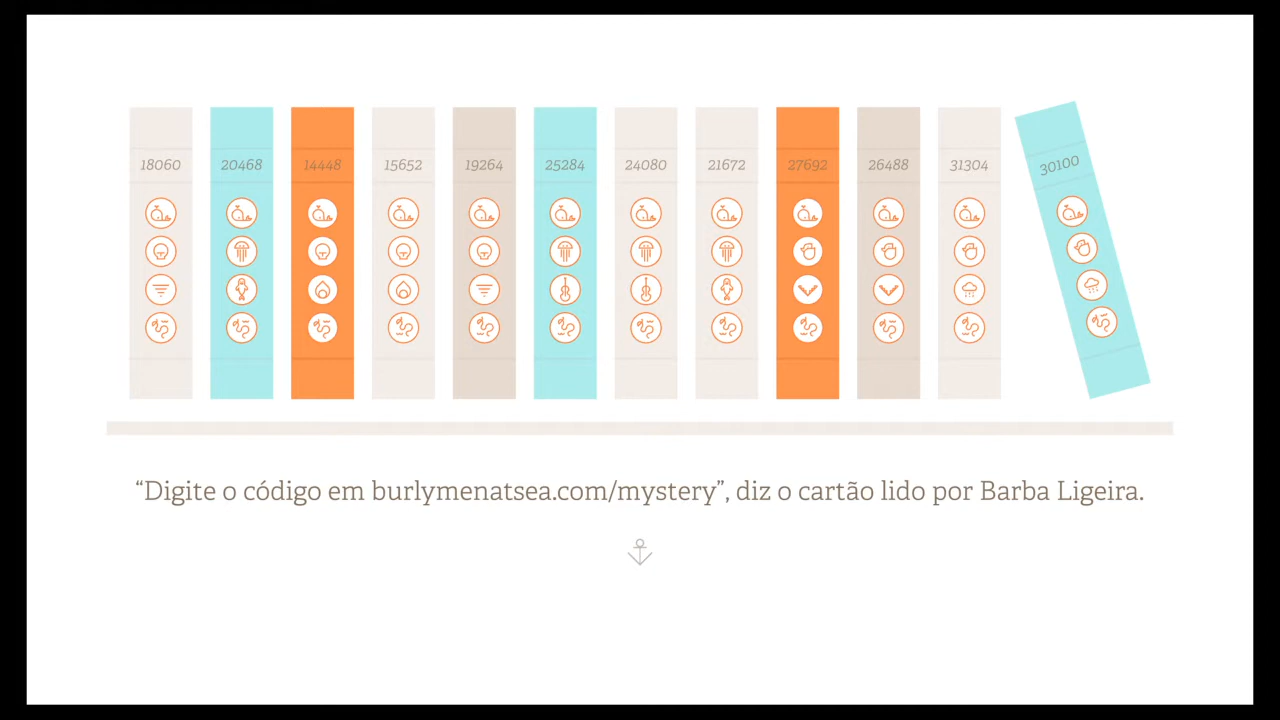 18060 20468 14448 15652 19264 25284 24080 21672 27692 26488 31304 30100
“Digite o código em burlymenatsea.com/mystery”, diz o cartão lido por Barba Ligeira.